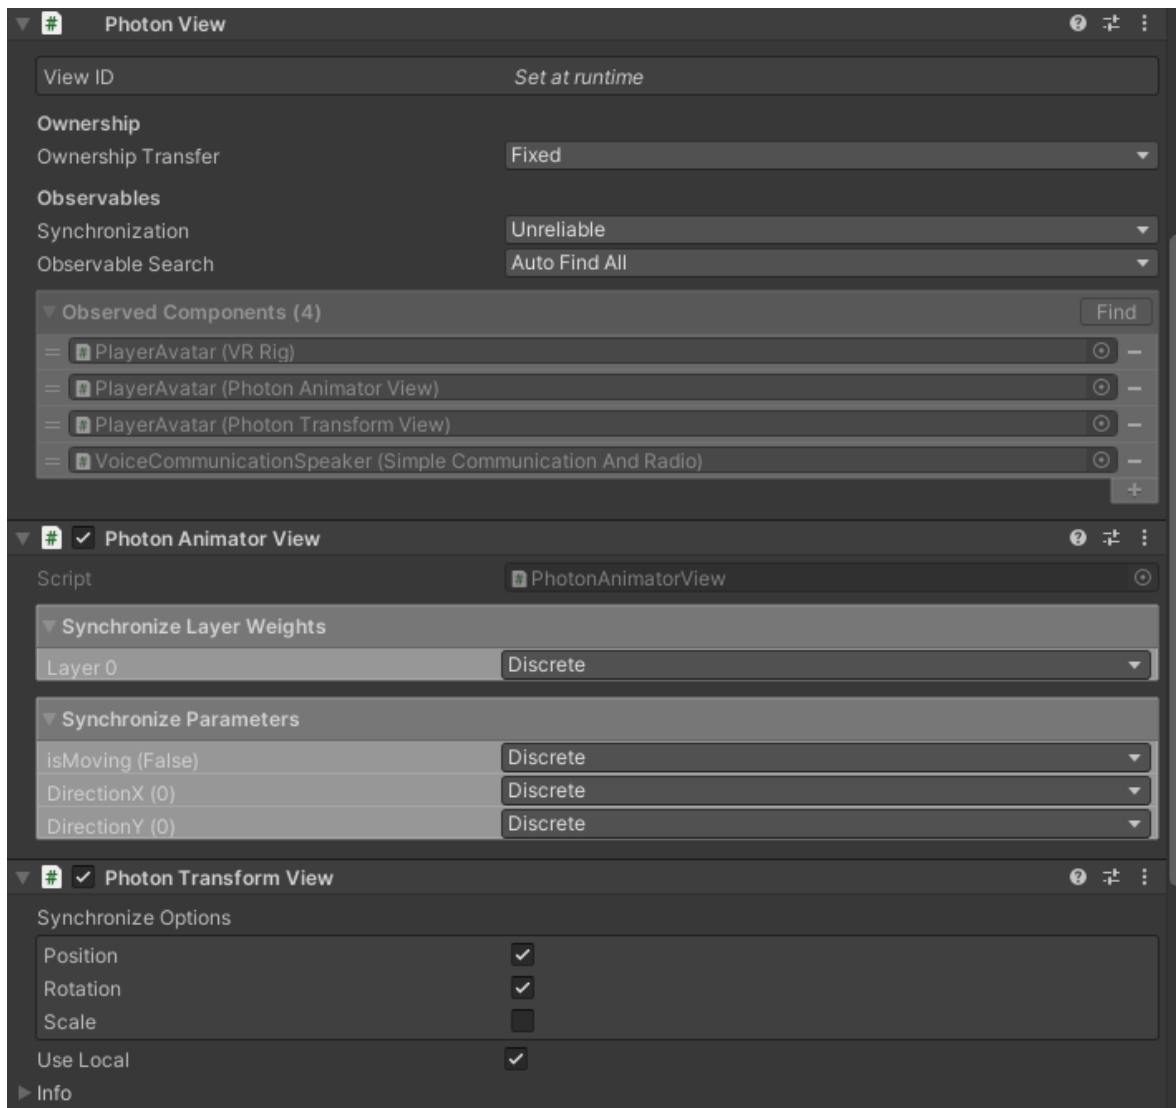 Photon View
View ID Set at runtime
Ownership
Ownership Transfer Fixed
Observables
Synchronization Unreliable
Observable Search Auto Find All
Observed Components (4) Find
PlayerAvatar (VR Rig)
PlayerAvatar (Photon Animator View)
PlayerAvatar (Photon Transform View)
VoiceCommunicationSpeaker (Simple Communication And Radio)
Photon Animator View
Script PhotonAnimatorView
Synchronize Layer Weights
Layer 0 Discrete
Synchronize Parameters
isMoving (False) Discrete
DirectionX (0) Discrete
DirectionY (0) Discrete
Photon Transform View
Synchronize Options
Position
Rotation
Scale
Use Local
Info